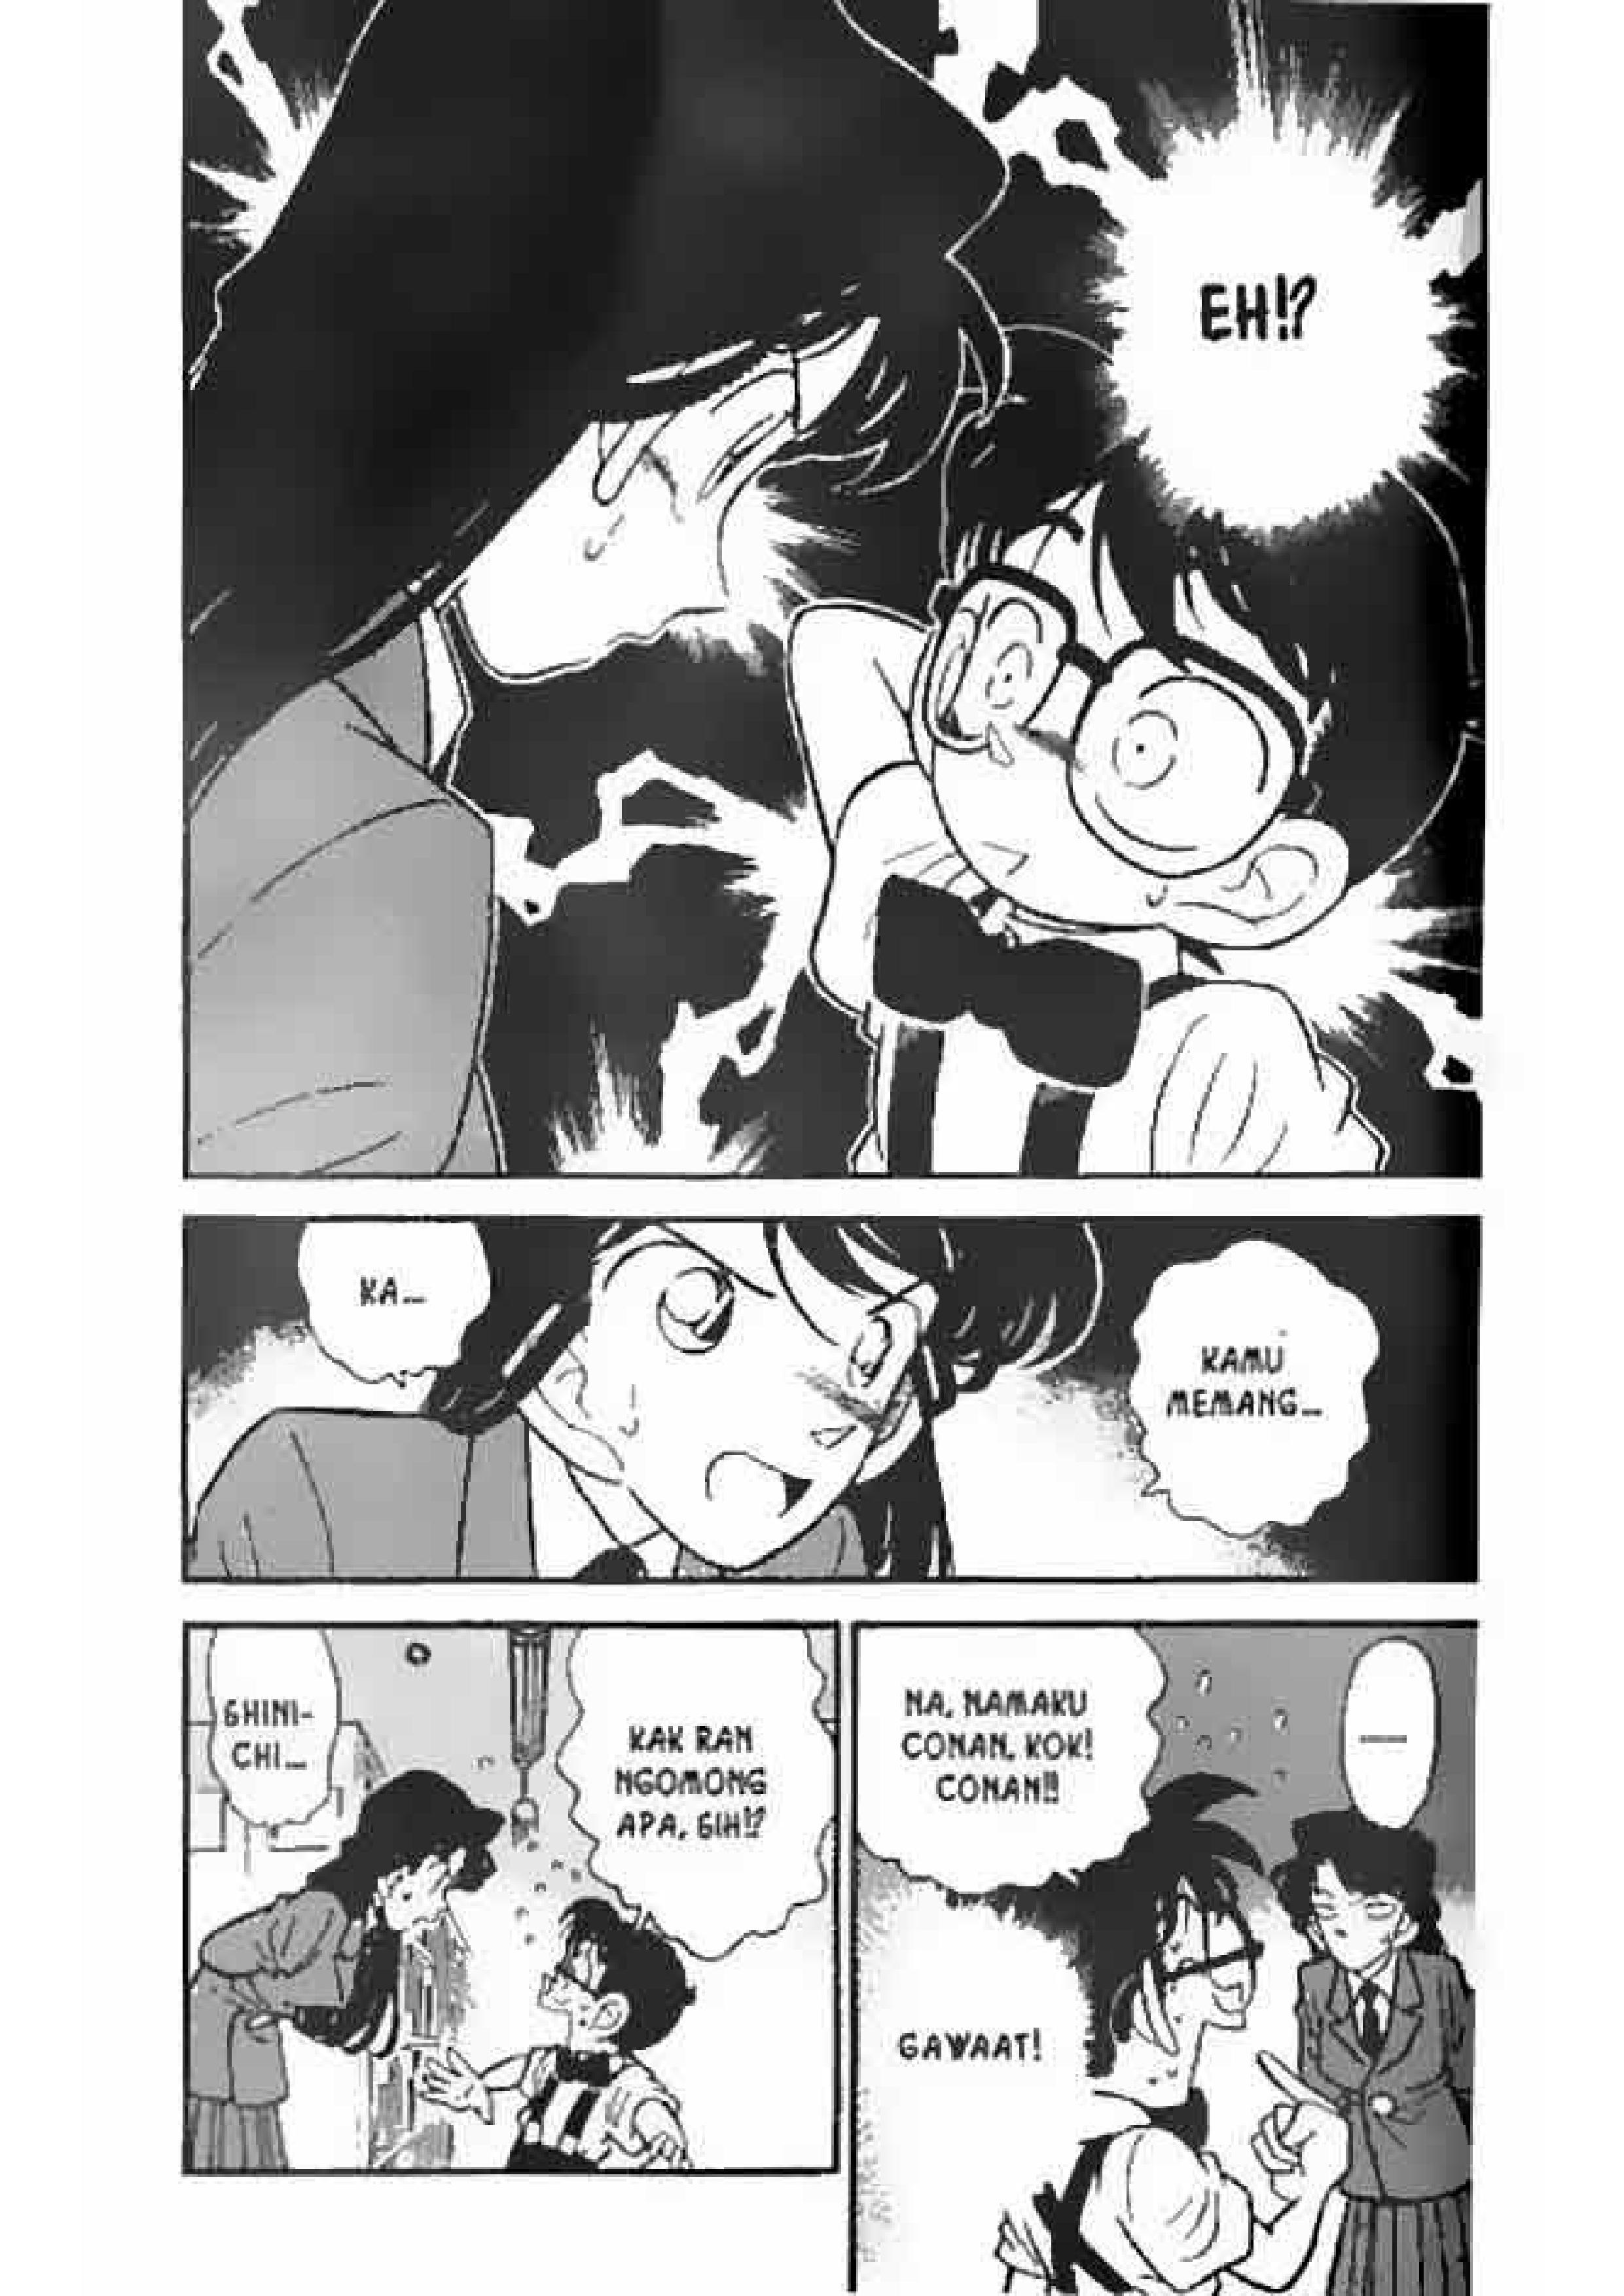 EH!?
KA...
KAMU
MEMANG...
SHINI-
CHI...
KAK RAN
NGOMONG
APA, SIH!?
NA, NAMAKU
CONAN, KOK!
CONAN!!
GAWAAT!
—